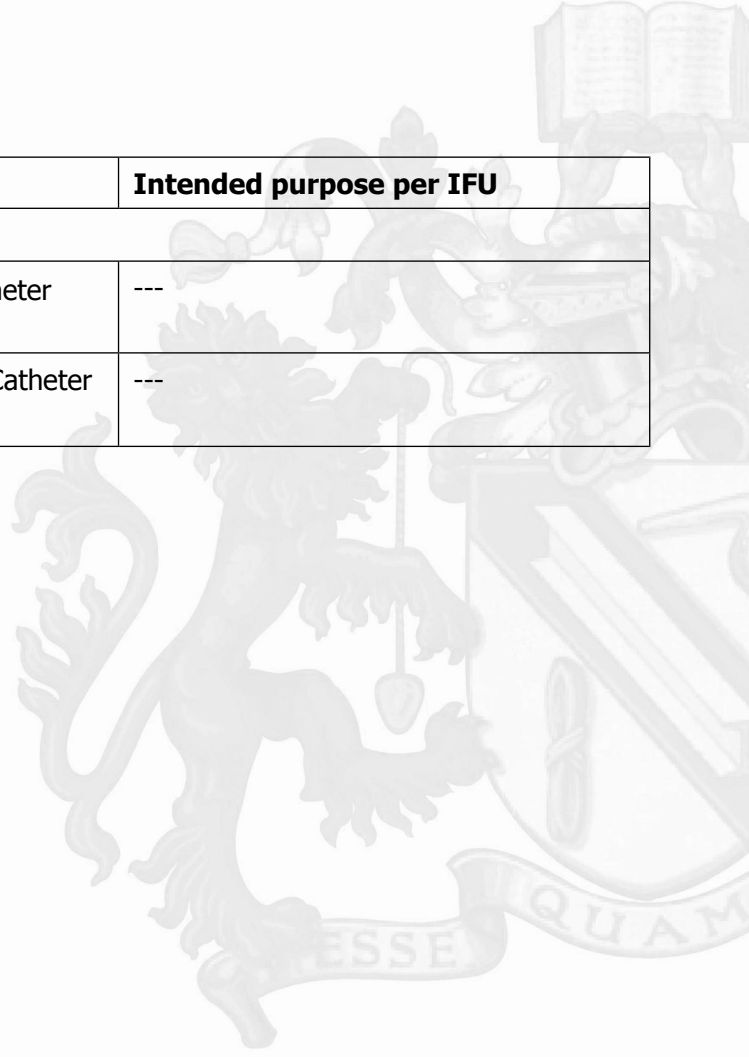 Intended purpose per IFU
eter ---
Catheter ---
ESSE QUAM